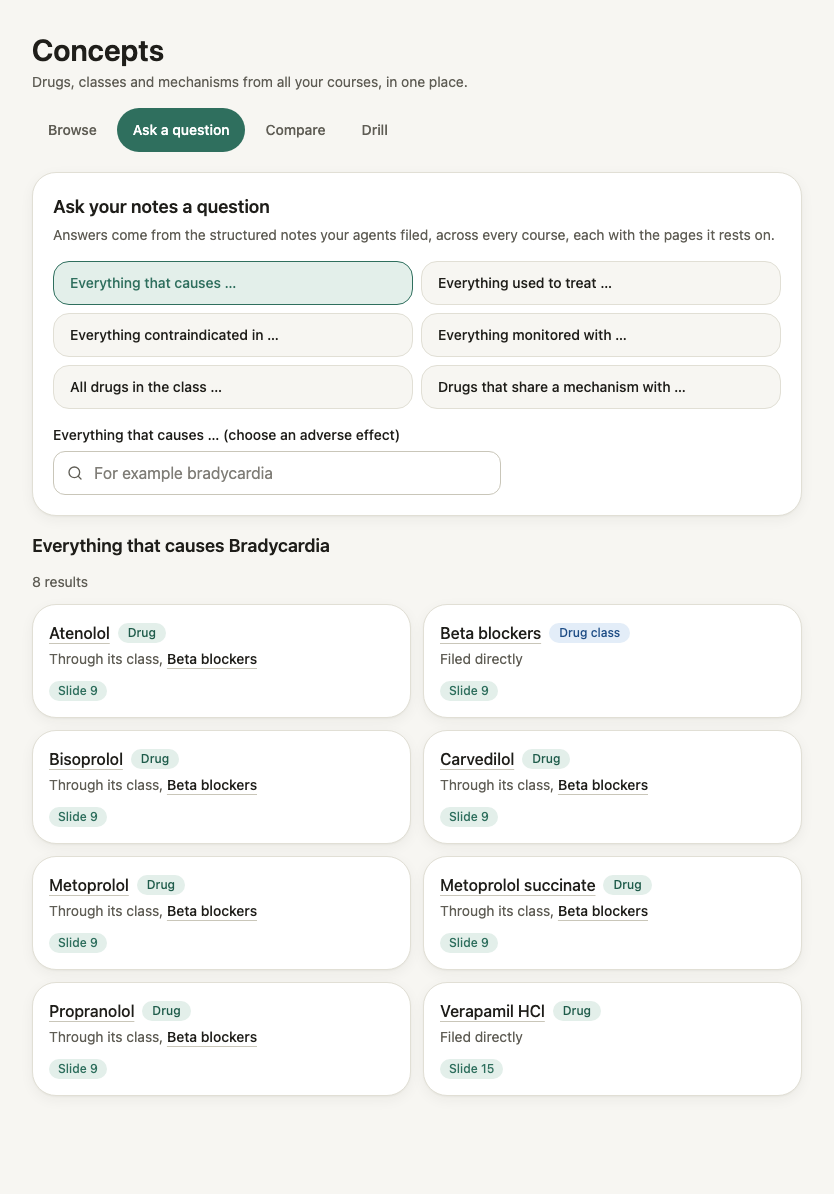 Concepts
Drugs, classes and mechanisms from all your courses, in one place.
Browse
Ask a question
Compare
Drill
Ask your notes a question
Answers come from the structured notes your agents filed, across every course, each with the pages it rests on.
Everything that causes ...
Everything used to treat ...
Everything contraindicated in ...
Everything monitored with ...
All drugs in the class ...
Drugs that share a mechanism with ...
Everything that causes ... (choose an adverse effect)
For example bradycardia
Everything that causes Bradycardia
8 results
Atenolol Drug
Through its class, Beta blockers
Slide 9
Beta blockers Drug class
Filed directly
Slide 9
Bisoprolol Drug
Through its class, Beta blockers
Slide 9
Carvedilol Drug
Through its class, Beta blockers
Slide 9
Metoprolol Drug
Through its class, Beta blockers
Slide 9
Metoprolol succinate Drug
Through its class, Beta blockers
Slide 9
Propranolol Drug
Through its class, Beta blockers
Slide 9
Verapamil HCl Drug
Filed directly
Slide 15